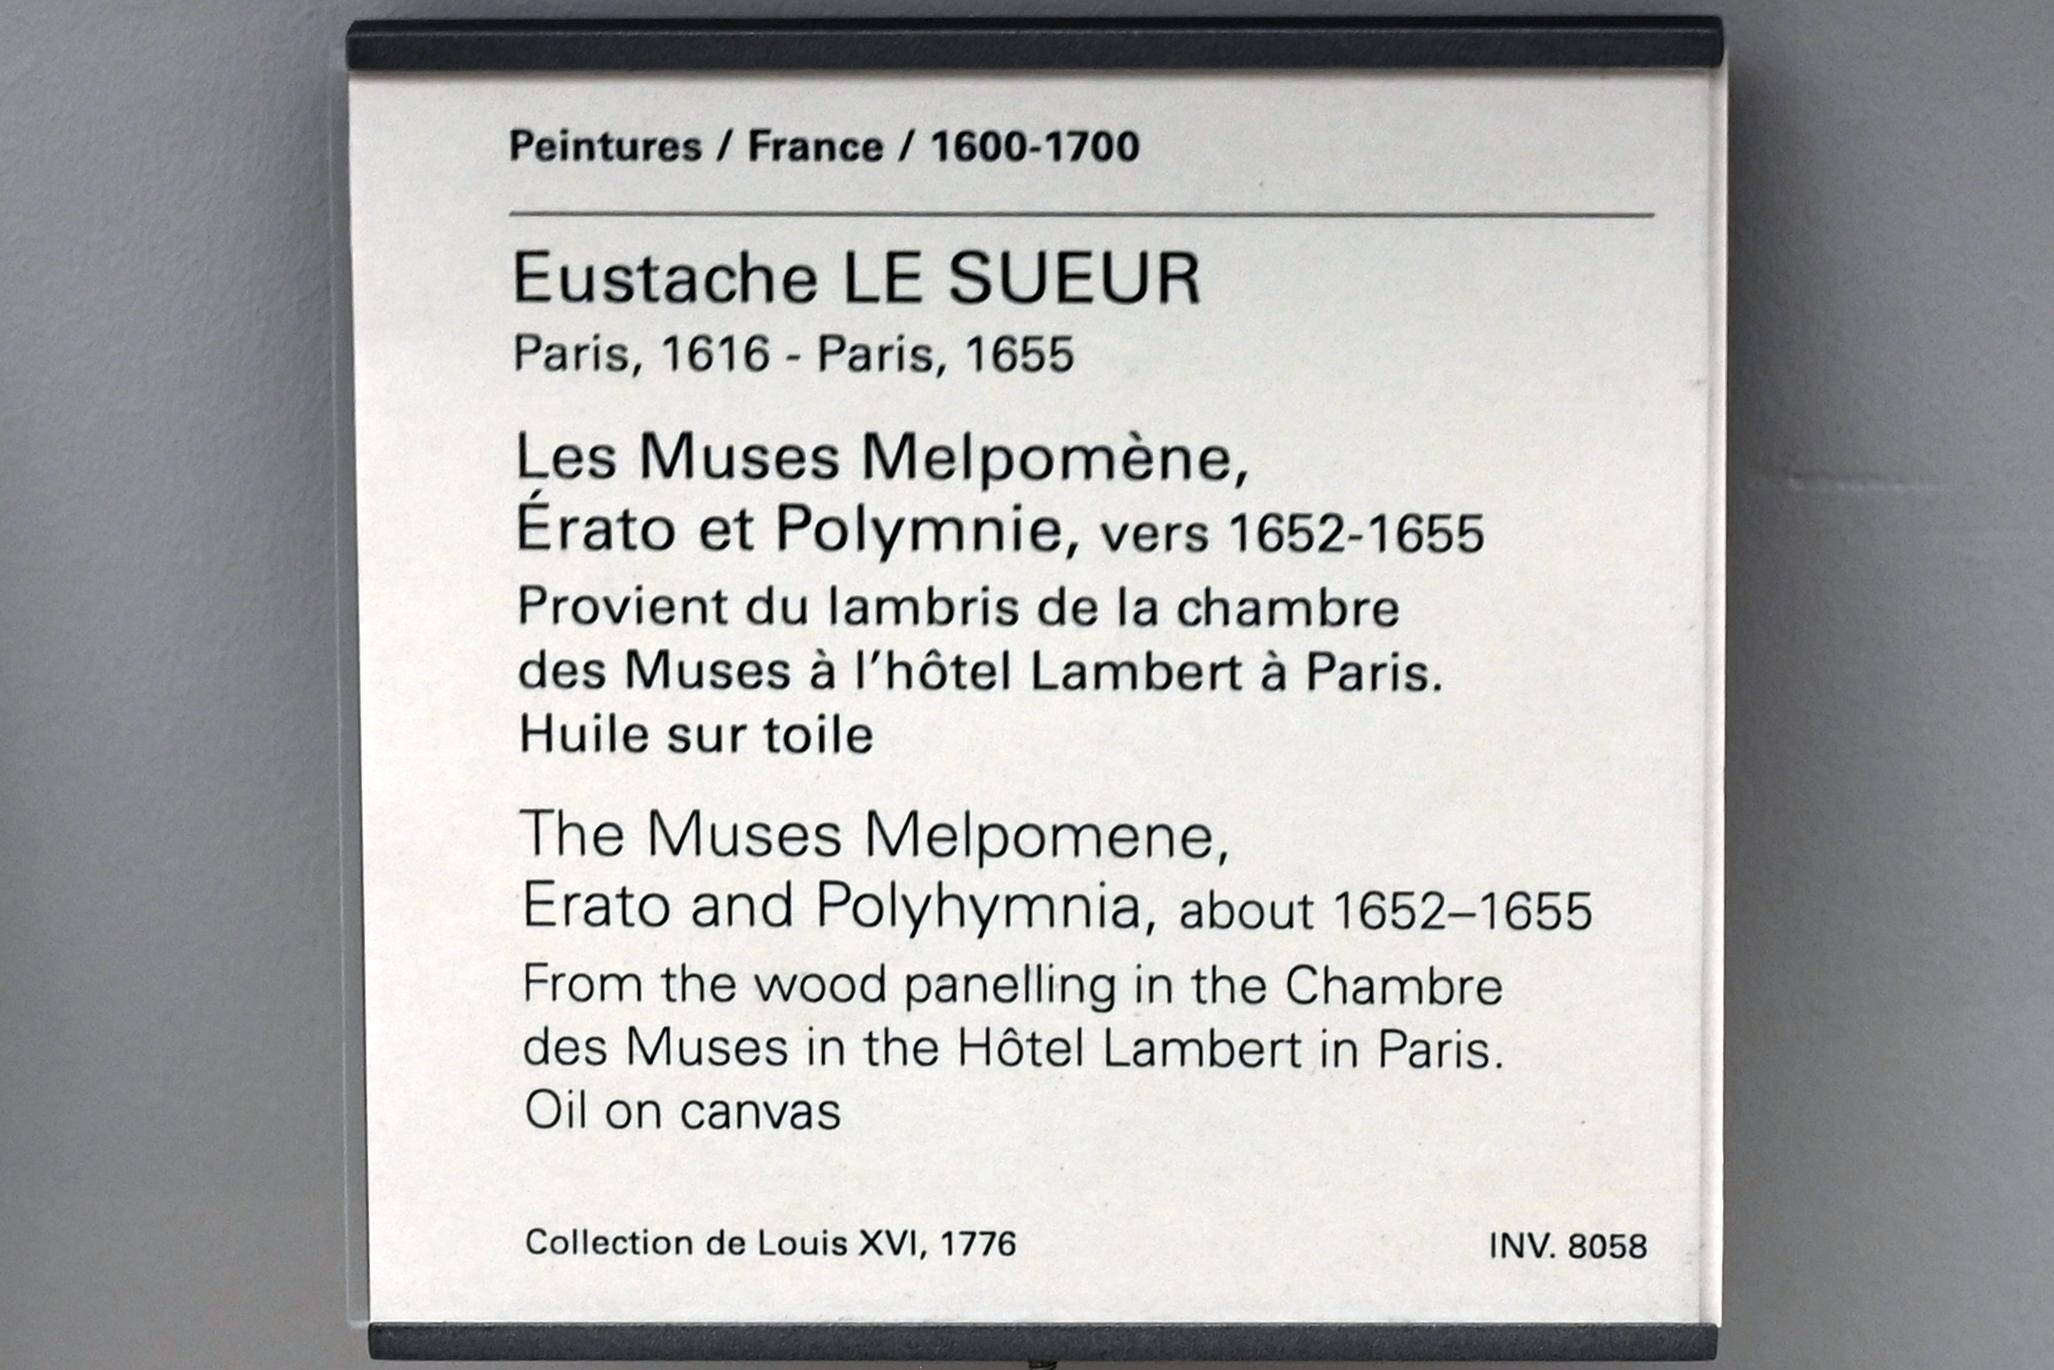 Peintures / France / 1600-1700
Eustache LE SUEUR
Paris, 1616 - Paris, 1655
Les Muses Melpomène,
Érato et Polymnie, vers 1652-1655
Provient du lambris de la chambre
des Muses à l'hôtel Lambert à Paris.
Huile sur toile
The Muses Melpomene,
Erato and Polyhymnia, about 1652–1655
From the wood panelling in the Chambre
des Muses in the Hôtel Lambert in Paris.
Oil on canvas
Collection de Louis XVI, 1776 INV. 8058